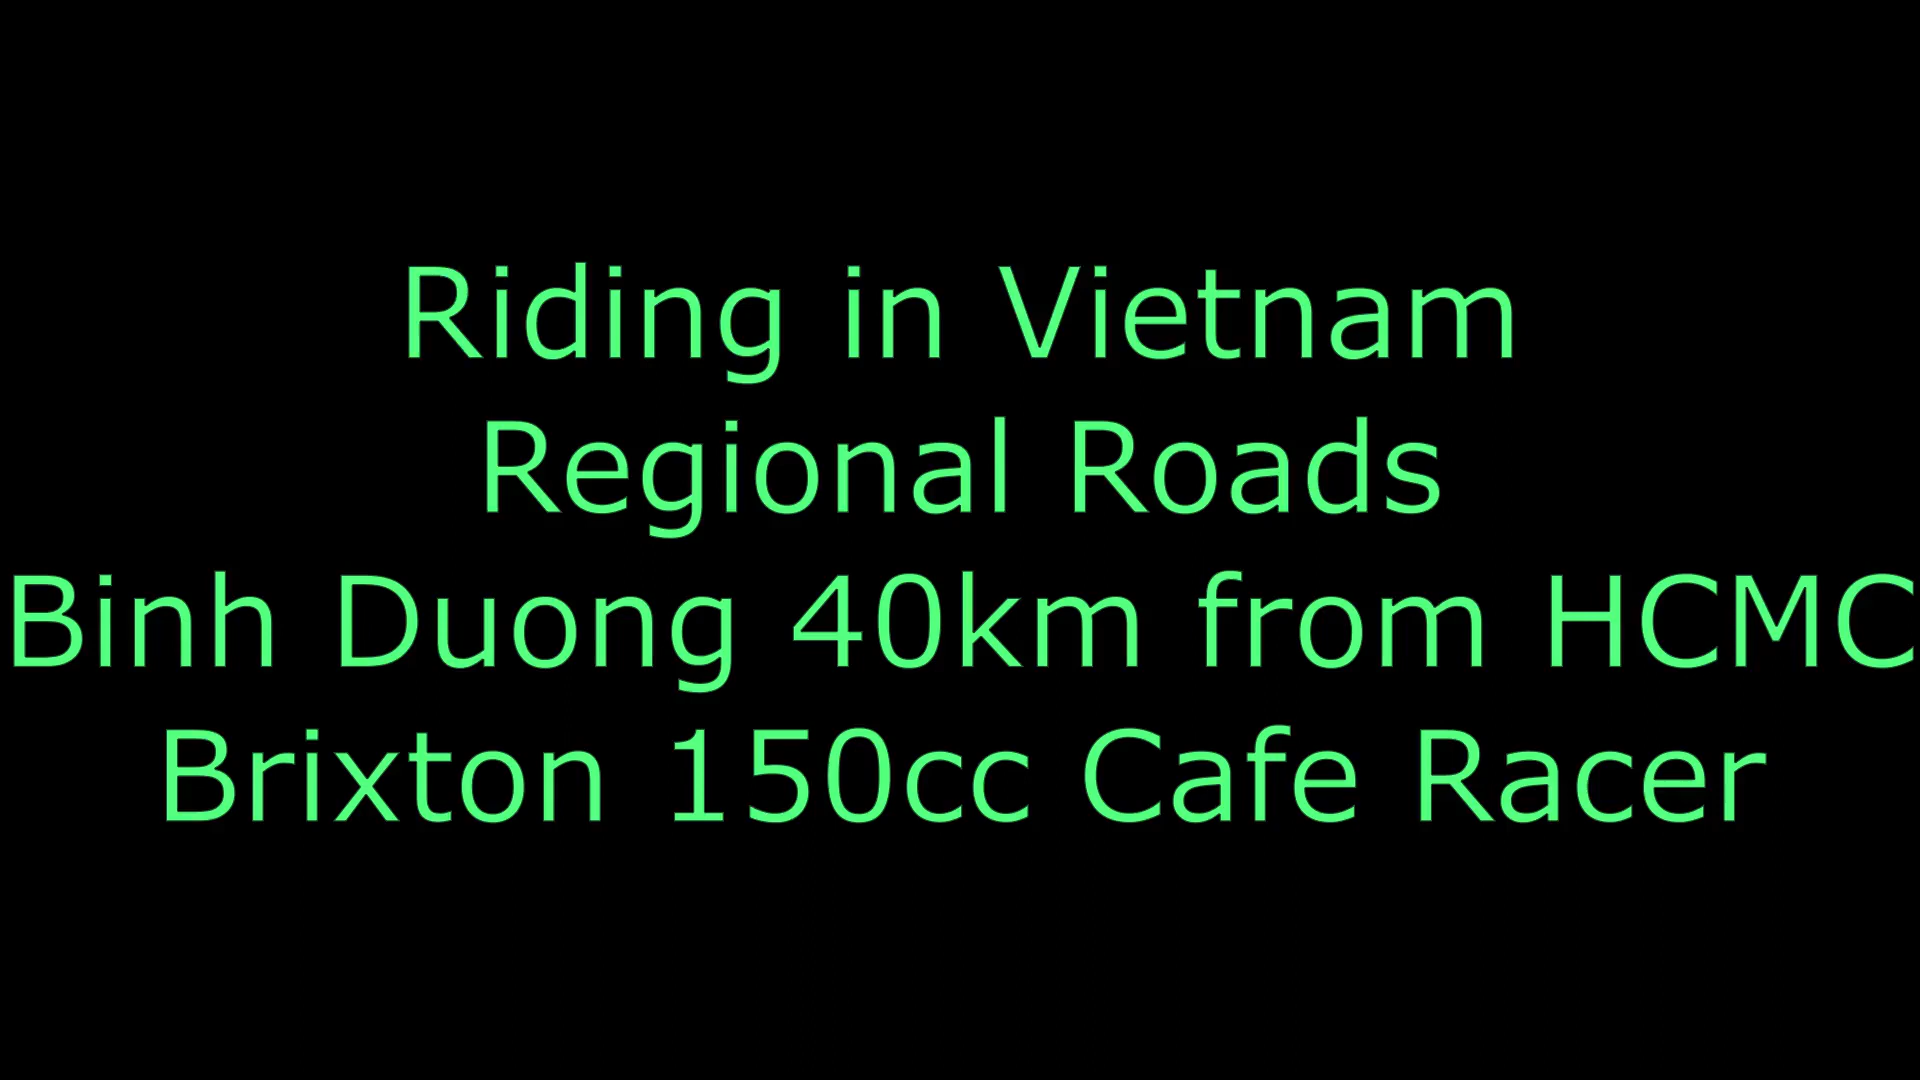 Riding in Vietnam
Regional Roads
Binh Duong 40km from HCMC
Brixton 150cc Cafe Racer